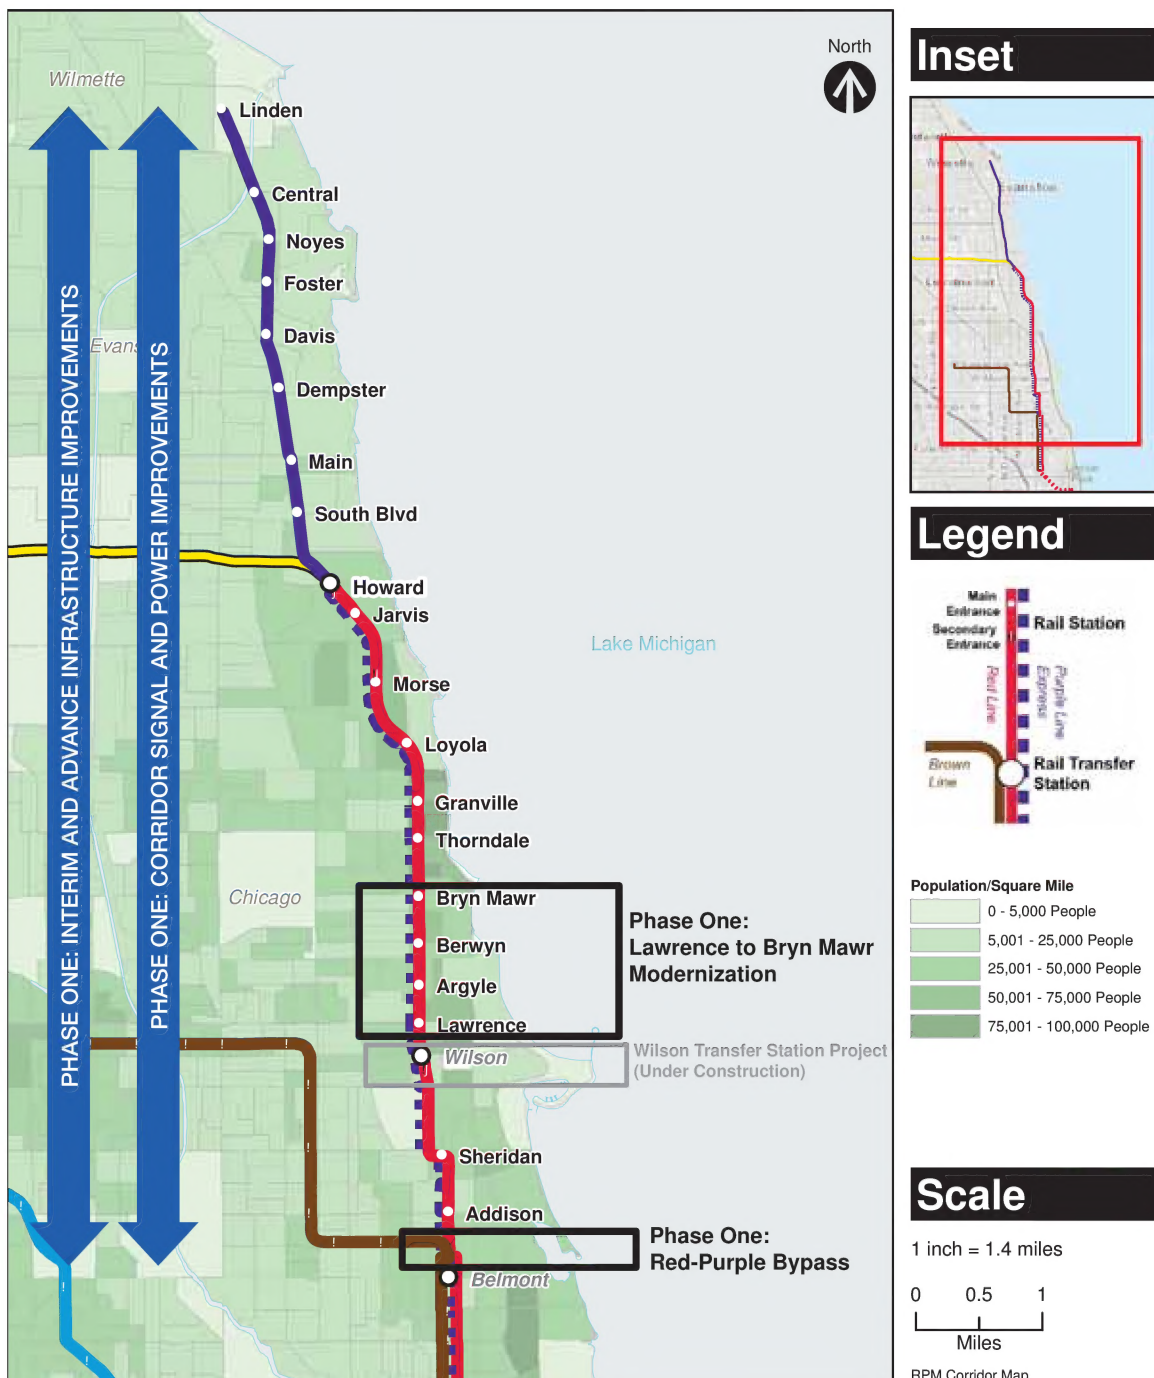 North
Wilmette
Linden
Central
Noyes
Foster
Davis
Evans
Dempster
Main
South Blvd
Howard
Jarvis
Lake Michigan
Morse
Loyola
Granville
Thorndale
Chicago
Bryn Mawr
Berwyn
Argyle
Lawrence
Phase One:
Lawrence to Bryn Mawr
Modernization
Wilson
Wilson Transfer Station Project
(Under Construction)
Sheridan
Addison
Phase One:
Red-Purple Bypass
Belmont
PHASE ONE: INTERIM AND ADVANCE INFRASTRUCTURE IMPROVEMENTS
PHASE ONE: CORRIDOR SIGNAL AND POWER IMPROVEMENTS
Inset
Legend
Main
Entrance
Secondary
Entrance
Rail Station
Red Line
Purple Line
Express
Brown
Line
Rail Transfer
Station
Population/Square Mile
0 - 5,000 People
5,001 - 25,000 People
25,001 - 50,000 People
50,001 - 75,000 People
75,001 - 100,000 People
Scale
1 inch = 1.4 miles
0 0.5 1
Miles
RPM Corridor Map